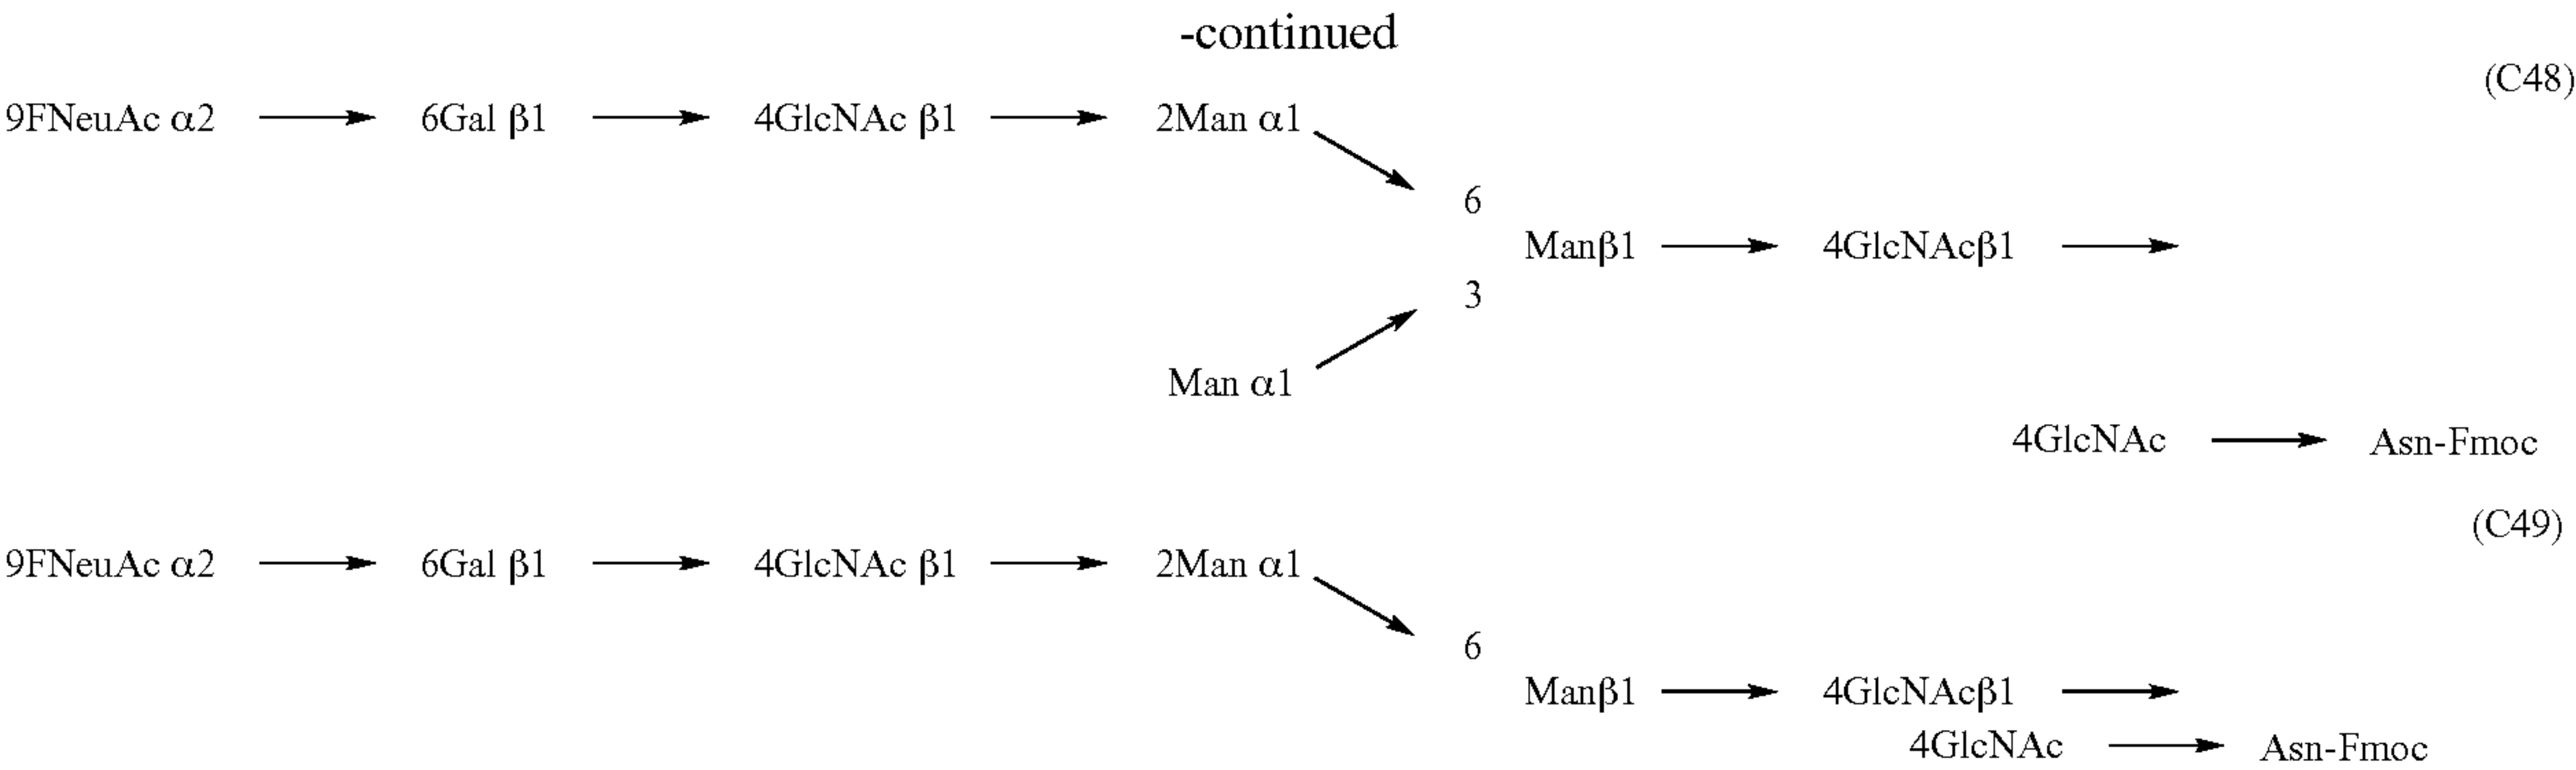 -continued
(C48)
9FNeuAc α2 ⟶ 6Gal β1 ⟶ 4GlcNAc β1 ⟶ 2Man α1
6
Manβ1 ⟶ 4GlcNAcβ1 ⟶
3
Man α1
4GlcNAc ⟶ Asn-Fmoc
(C49)
9FNeuAc α2 ⟶ 6Gal β1 ⟶ 4GlcNAc β1 ⟶ 2Man α1
6
Manβ1 ⟶ 4GlcNAcβ1 ⟶
4GlcNAc ⟶ Asn-Fmoc